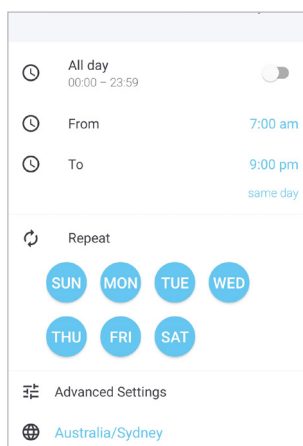 All day
00:00 – 23:59
From 7:00 am
To 9:00 pm
same day
Repeat
SUN MON TUE WED
THU FRI SAT
Advanced Settings
Australia/Sydney